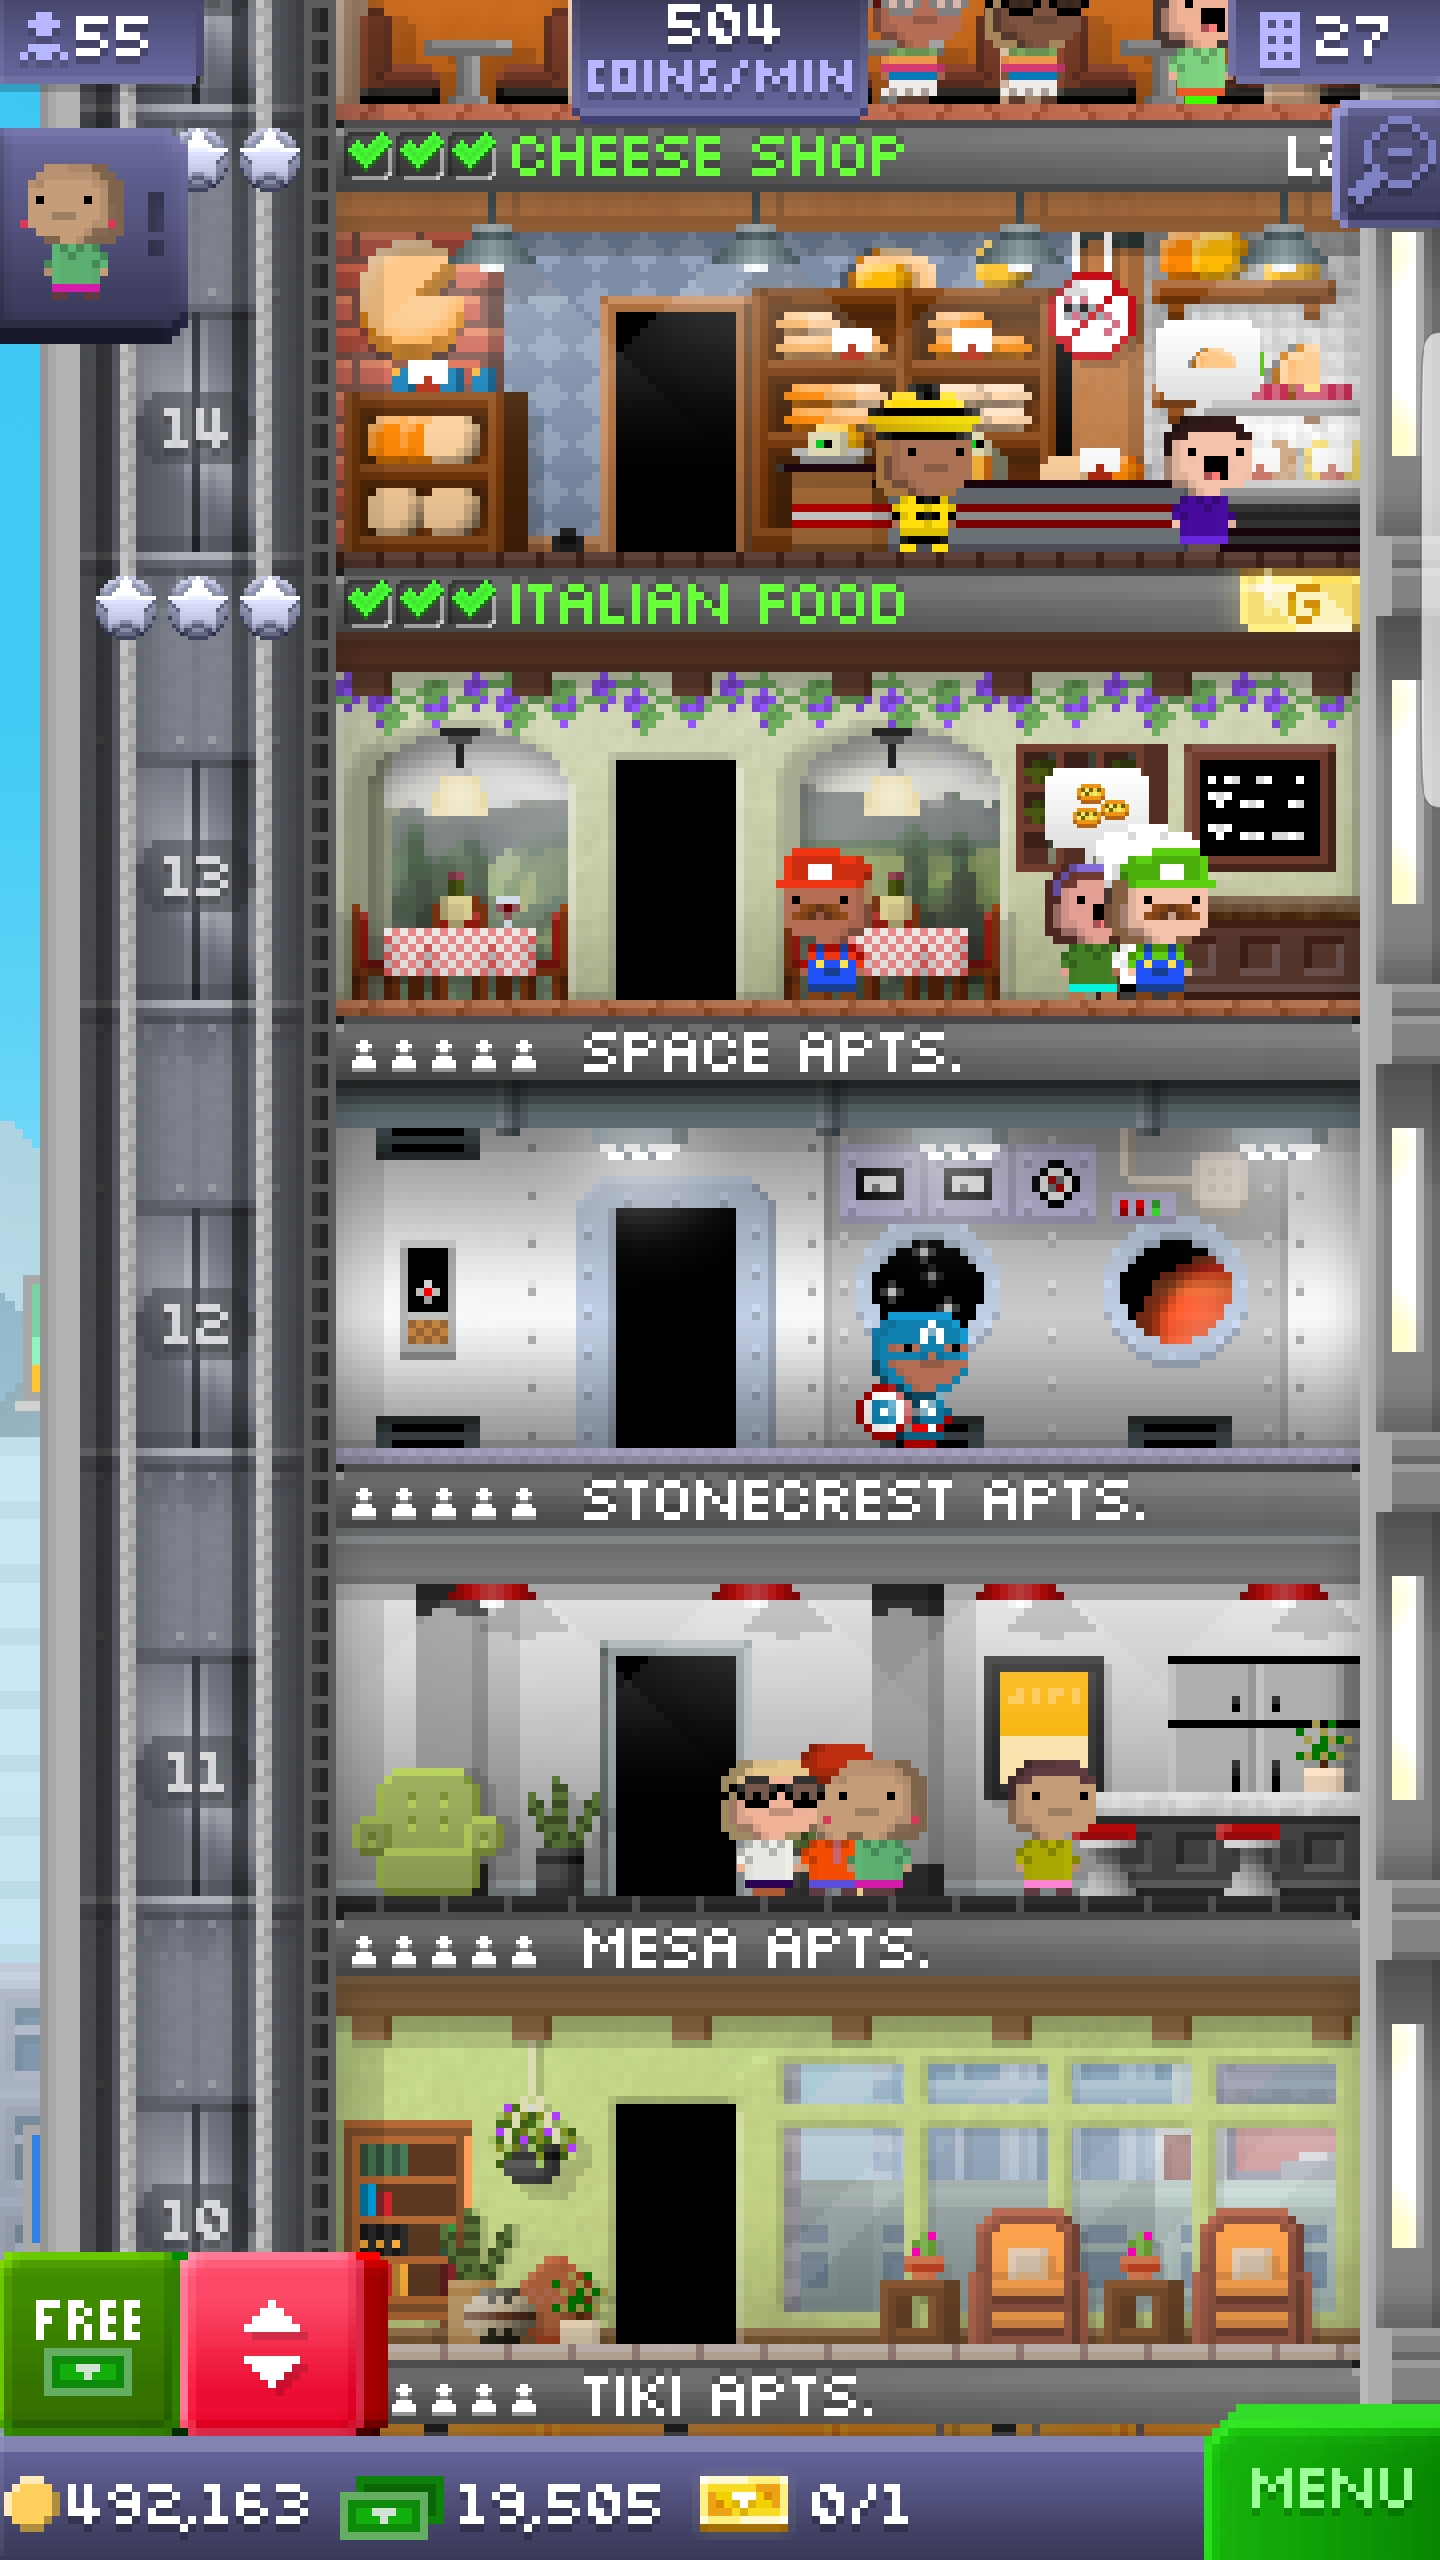 55
504
COINS/MIN
27
CHEESE SHOP
!
14
ITALIAN FOOD
G
13
SPACE APTS.
12
STONECREST APTS.
11
MESA APTS.
10
FREE
TIKI APTS.
492,163
19,505
0/1
MENU